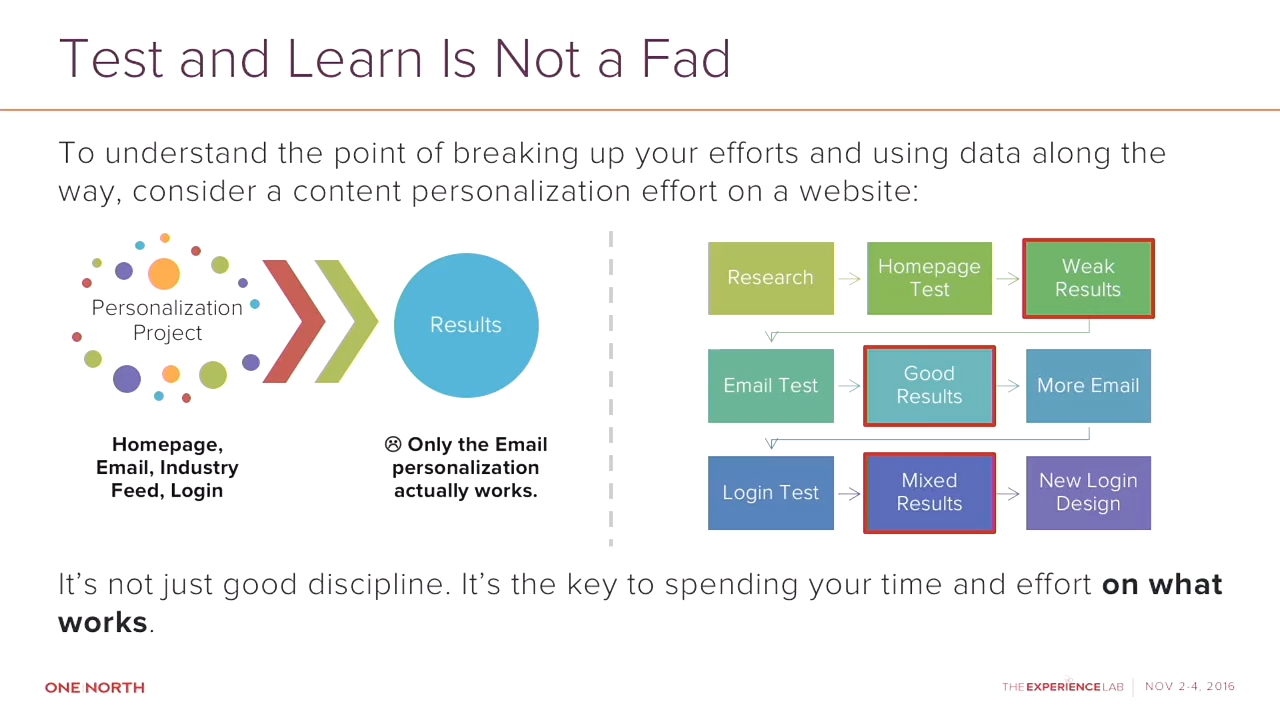 Test and Learn Is Not a Fad
To understand the point of breaking up your efforts and using data along the
way, consider a content personalization effort on a website:
Personalization
Project
Results
Homepage,
Email, Industry
Feed, Login
☹ Only the Email
personalization
actually works.
Research
Homepage
Test
Weak
Results
Email Test
Good
Results
More Email
Login Test
Mixed
Results
New Login
Design
It’s not just good discipline. It’s the key to spending your time and effort on what
works.
ONE NORTH
THE EXPERIENCE LAB
NOV 2-4, 2016